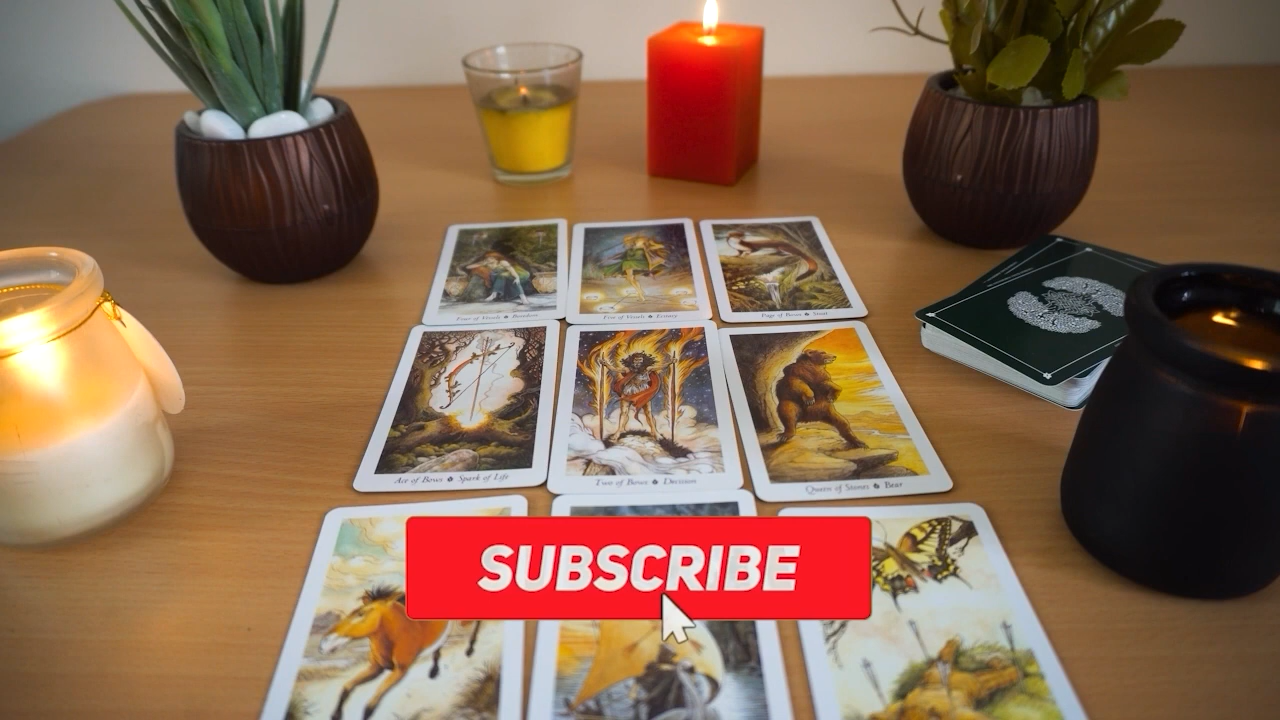 Four of Vessels Boredom
Ten of Vessels Ecstasy
Page of Bows Stoat
Ace of Bows Spark of Life
Two of Bows Decision
Queen of Stones Bear
SUBSCRIBE